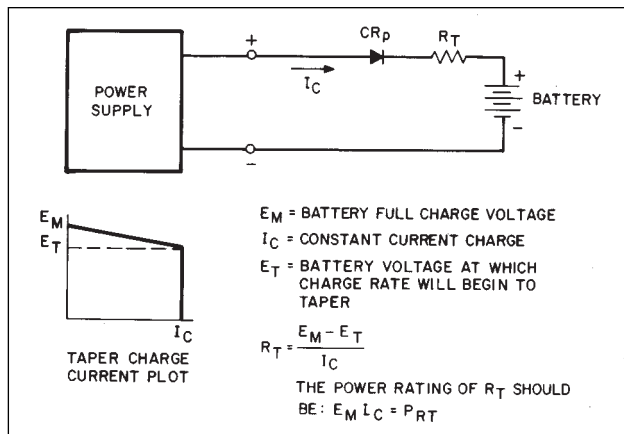 POWER
SUPPLY
+
I_C
−
CR_P
R_T
+
BATTERY
−
E_M
E_T
I_C
TAPER CHARGE
CURRENT PLOT
E_M = BATTERY FULL CHARGE VOLTAGE
I_C = CONSTANT CURRENT CHARGE
E_T = BATTERY VOLTAGE AT WHICH
CHARGE RATE WILL BEGIN TO
TAPER
R_T = (E_M − E_T) / I_C
THE POWER RATING OF R_T SHOULD
BE: E_M I_C = P_RT